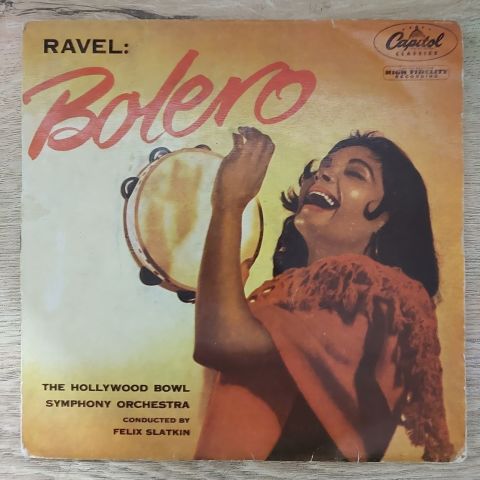 RAVEL:
Bolero
Capitol
CLASSICS
HIGH FIDELITY
RECORDING
THE HOLLYWOOD BOWL
SYMPHONY ORCHESTRA
CONDUCTED BY
FELIX SLATKIN